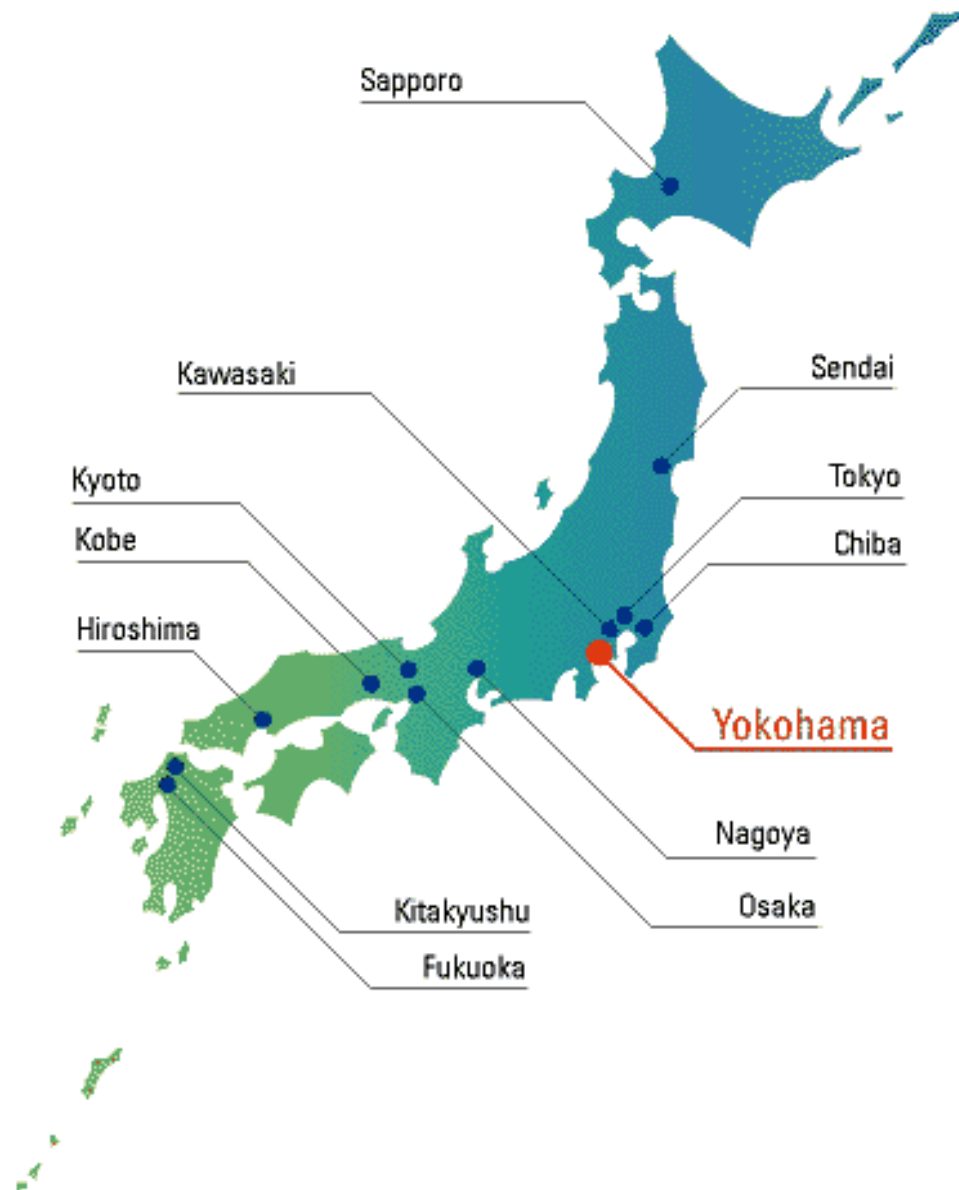 Sapporo
Kawasaki
Sendai
Kyoto
Tokyo
Kobe
Chiba
Hiroshima
Yokohama
Nagoya
Osaka
Kitakyushu
Fukuoka